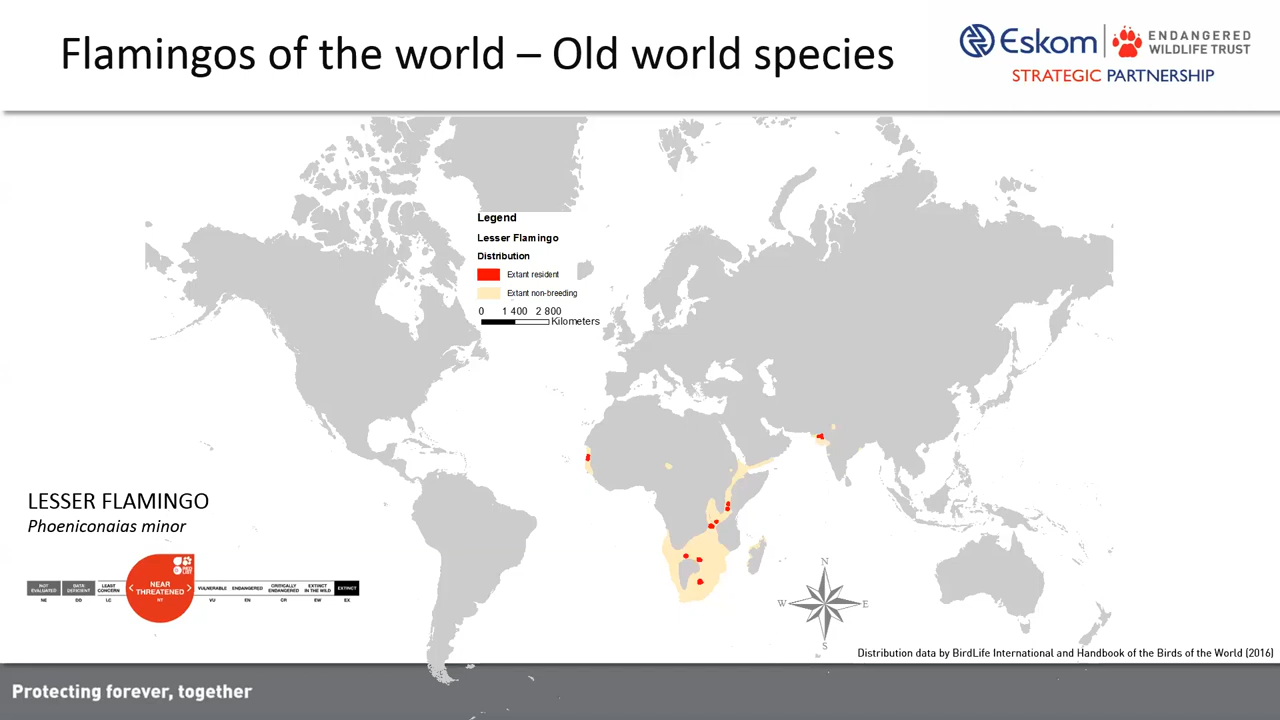 Flamingos of the world – Old world species
Eskom
ENDANGERED
WILDLIFE TRUST
STRATEGIC PARTNERSHIP
Legend
Lesser Flamingo
Distribution
Extant resident
Extant non-breeding
0 1 400 2 800
Kilometers
LESSER FLAMINGO
Phoeniconaias minor
NOT EVALUATED
DATA DEFICIENT
LEAST CONCERN
< NEAR THREATENED >
VULNERABLE
ENDANGERED
CRITICALLY ENDANGERED
EXTINCT IN THE WILD
EXTINCT
NE DD LC NT VU EN CR EW EX
N
W E
S
Distribution data by BirdLife International and Handbook of the Birds of the World (2016)
Protecting forever, together